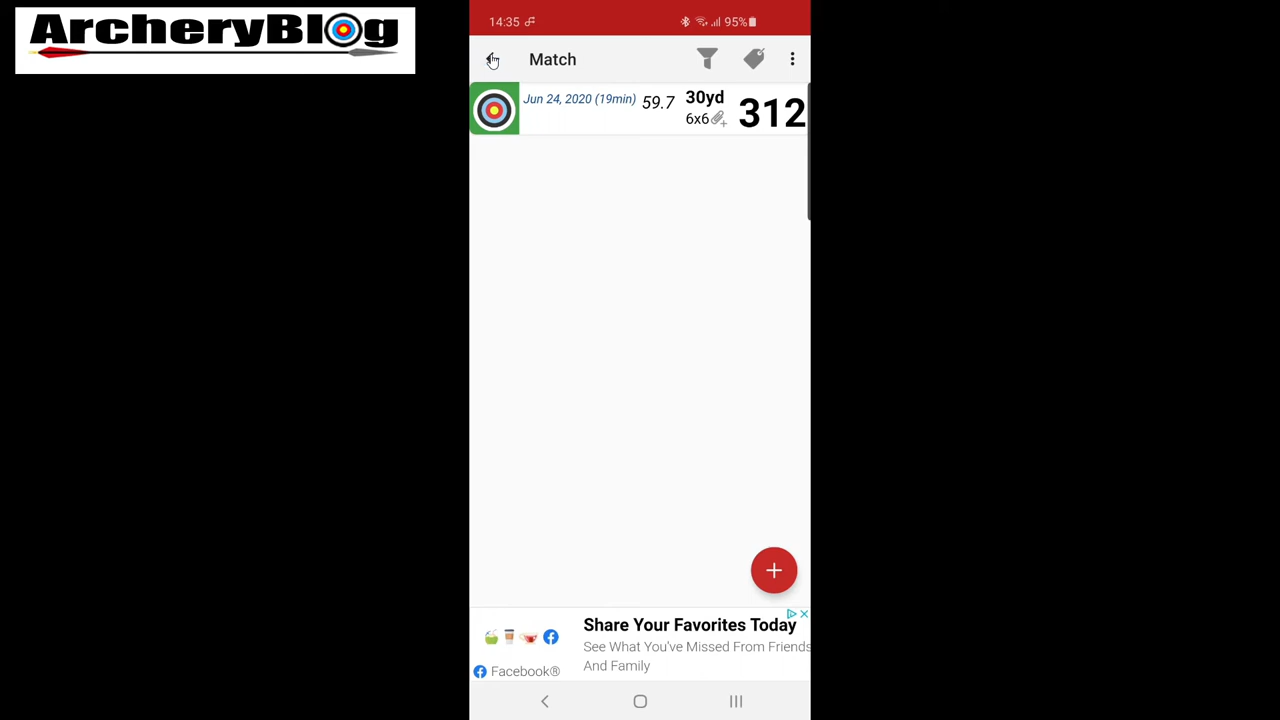 ArcheryBlog
14:35 95%
Match
Jun 24, 2020 (19min) 59.7 30yd 312
6x6
Share Your Favorites Today
See What You've Missed From Friends
And Family
Facebook®